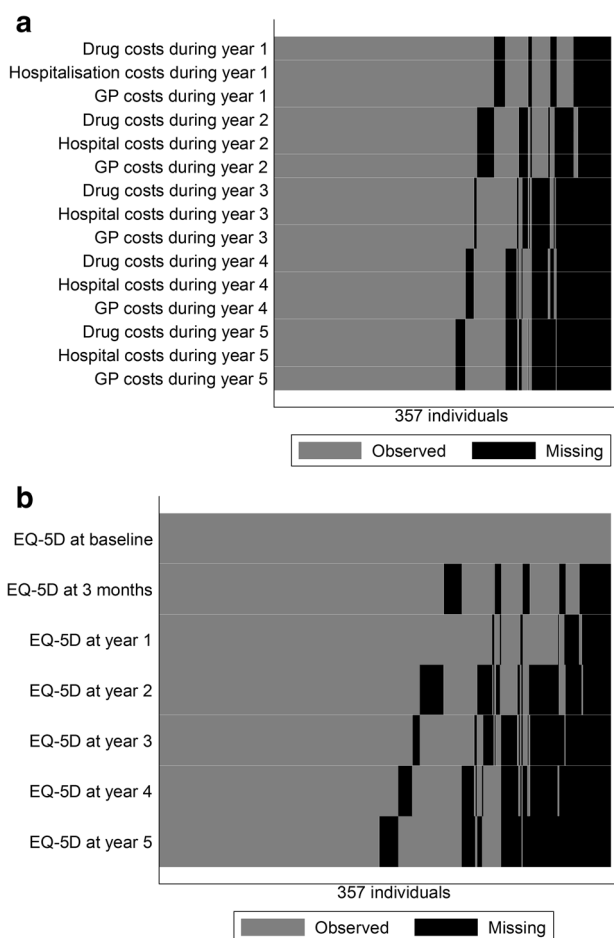 a
Drug costs during year 1
Hospitalisation costs during year 1
GP costs during year 1
Drug costs during year 2
Hospital costs during year 2
GP costs during year 2
Drug costs during year 3
Hospital costs during year 3
GP costs during year 3
Drug costs during year 4
Hospital costs during year 4
GP costs during year 4
Drug costs during year 5
Hospital costs during year 5
GP costs during year 5
357 individuals
Observed Missing
b
EQ-5D at baseline
EQ-5D at 3 months
EQ-5D at year 1
EQ-5D at year 2
EQ-5D at year 3
EQ-5D at year 4
EQ-5D at year 5
357 individuals
Observed Missing